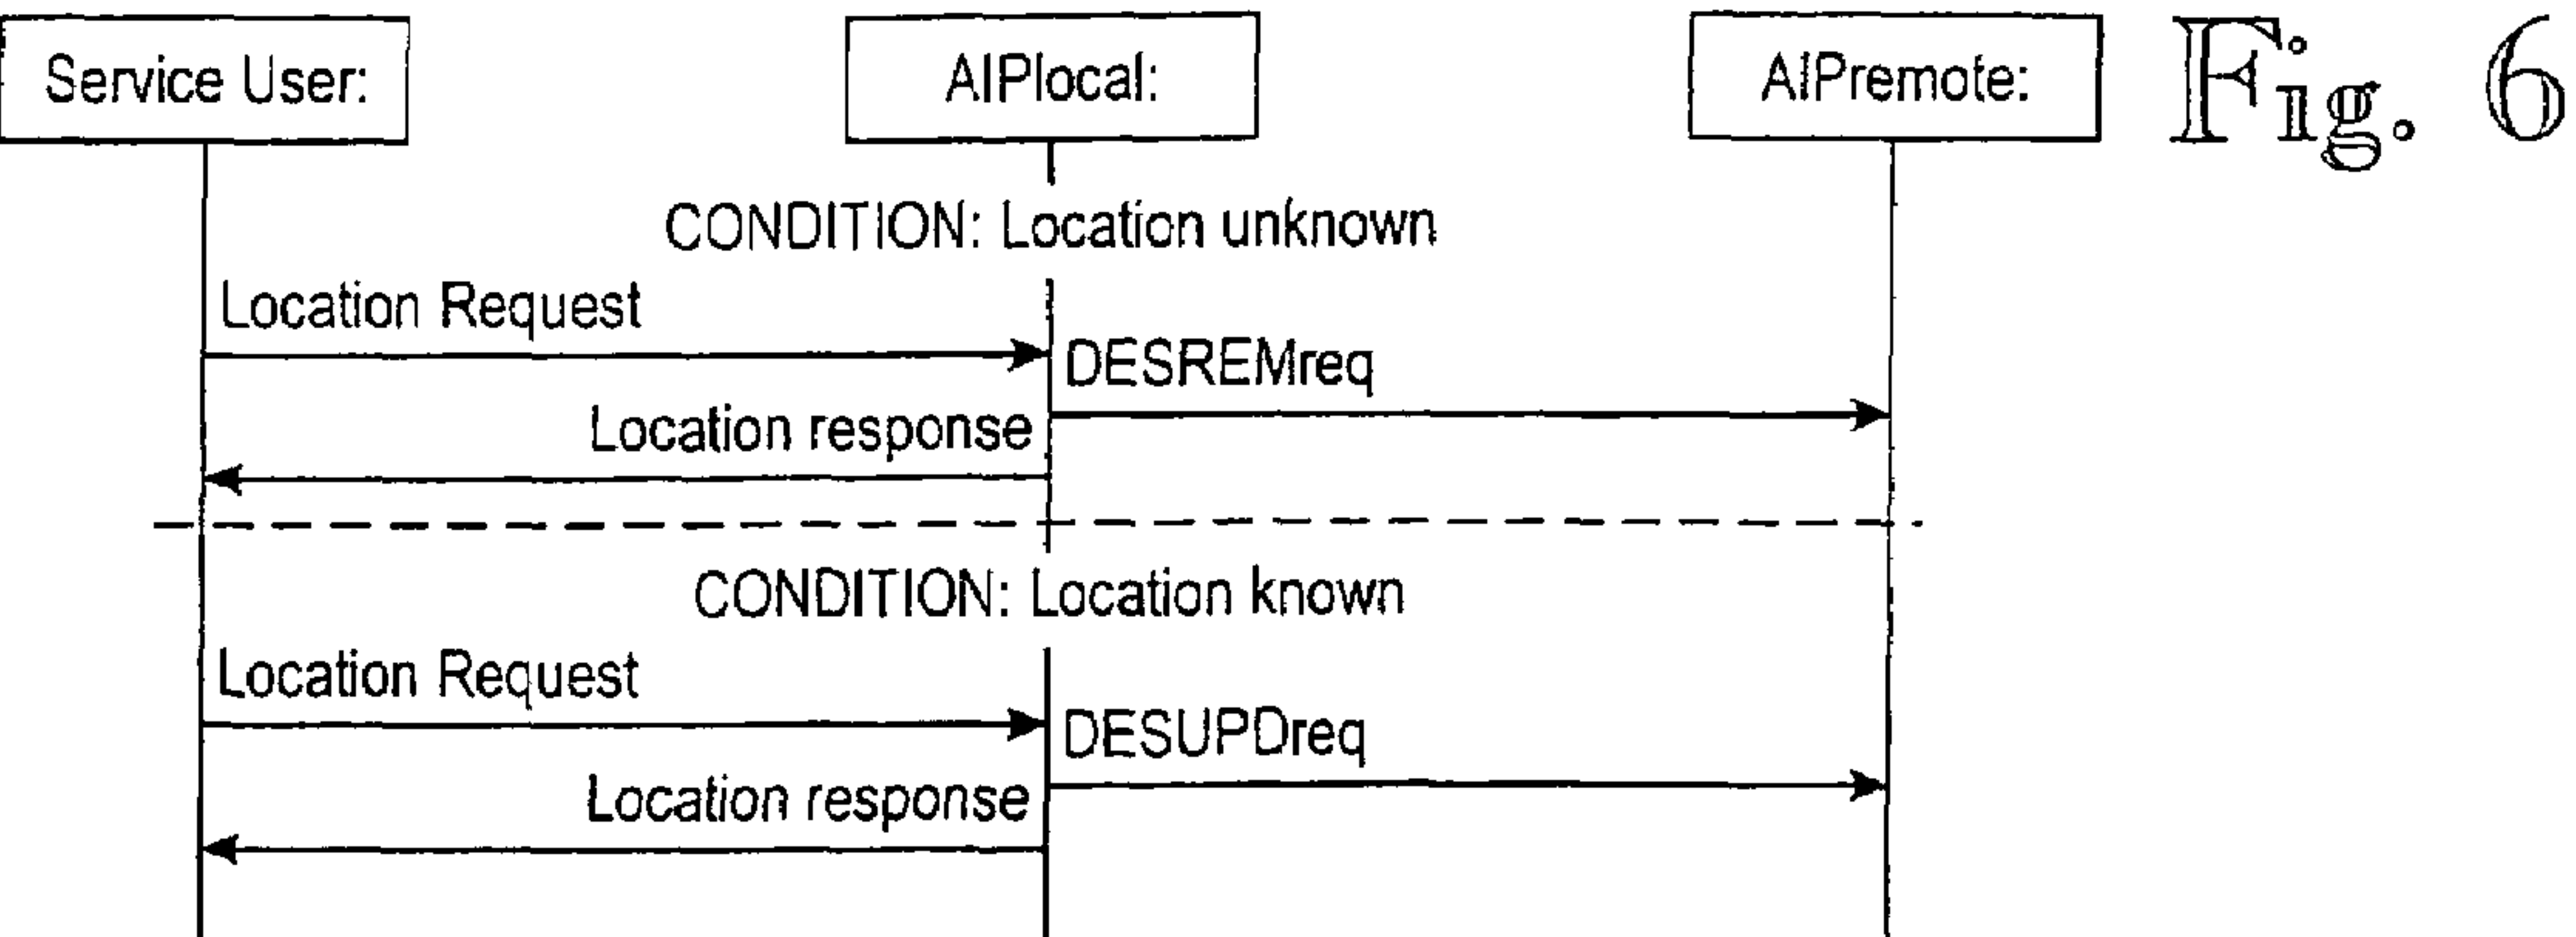 Service User:
AIPlocal:
AIPremote:
Fig. 6
CONDITION: Location unknown
Location Request
DESREMreq
Location response
CONDITION: Location known
Location Request
DESUPDreq
Location response